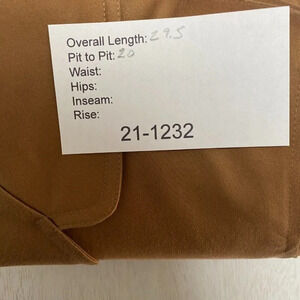 Overall Length: 29.5
Pit to Pit: 20
Waist:
Hips:
Inseam:
Rise:
21-1232